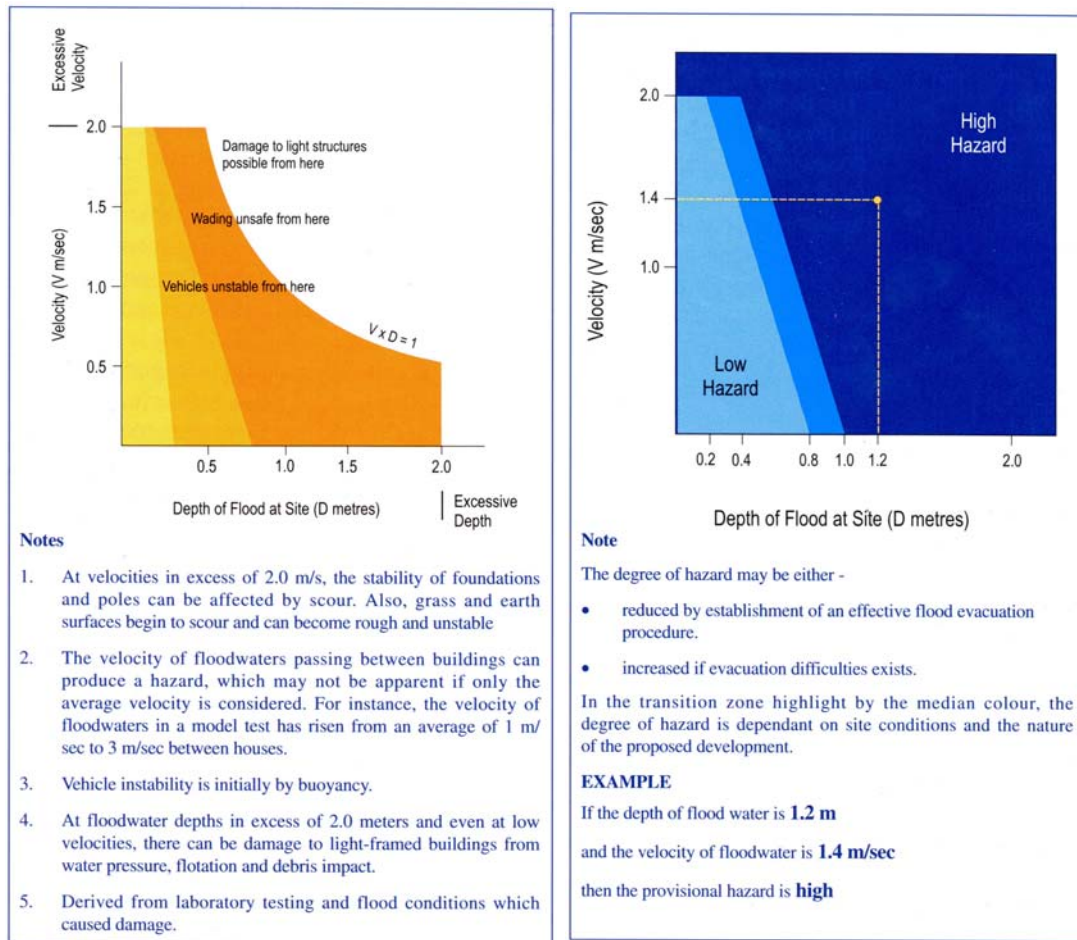 Excessive
Velocity
2.0
1.5
1.0
0.5
Velocity (V m/sec)
Damage to light structures
possible from here
Wading unsafe from here
Vehicles unstable from here
V x D = 1
0.5
1.0
1.5
2.0
Depth of Flood at Site (D metres)
Excessive
Depth
Notes
1. At velocities in excess of 2.0 m/s, the stability of foundations
and poles can be affected by scour. Also, grass and earth
surfaces begin to scour and can become rough and unstable
2. The velocity of floodwaters passing between buildings can
produce a hazard, which may not be apparent if only the
average velocity is considered. For instance, the velocity of
floodwaters in a model test has risen from an average of 1 m/
sec to 3 m/sec between houses.
3. Vehicle instability is initially by buoyancy.
4. At floodwater depths in excess of 2.0 meters and even at low
velocities, there can be damage to light-framed buildings from
water pressure, flotation and debris impact.
5. Derived from laboratory testing and flood conditions which
caused damage.
2.0
1.4
1.0
Velocity (V m/sec)
High
Hazard
Low
Hazard
0.2
0.4
0.8
1.0
1.2
2.0
Depth of Flood at Site (D metres)
Note
The degree of hazard may be either -
• reduced by establishment of an effective flood evacuation
procedure.
• increased if evacuation difficulties exists.
In the transition zone highlight by the median colour, the
degree of hazard is dependant on site conditions and the nature
of the proposed development.
EXAMPLE
If the depth of flood water is 1.2 m
and the velocity of floodwater is 1.4 m/sec
then the provisional hazard is high